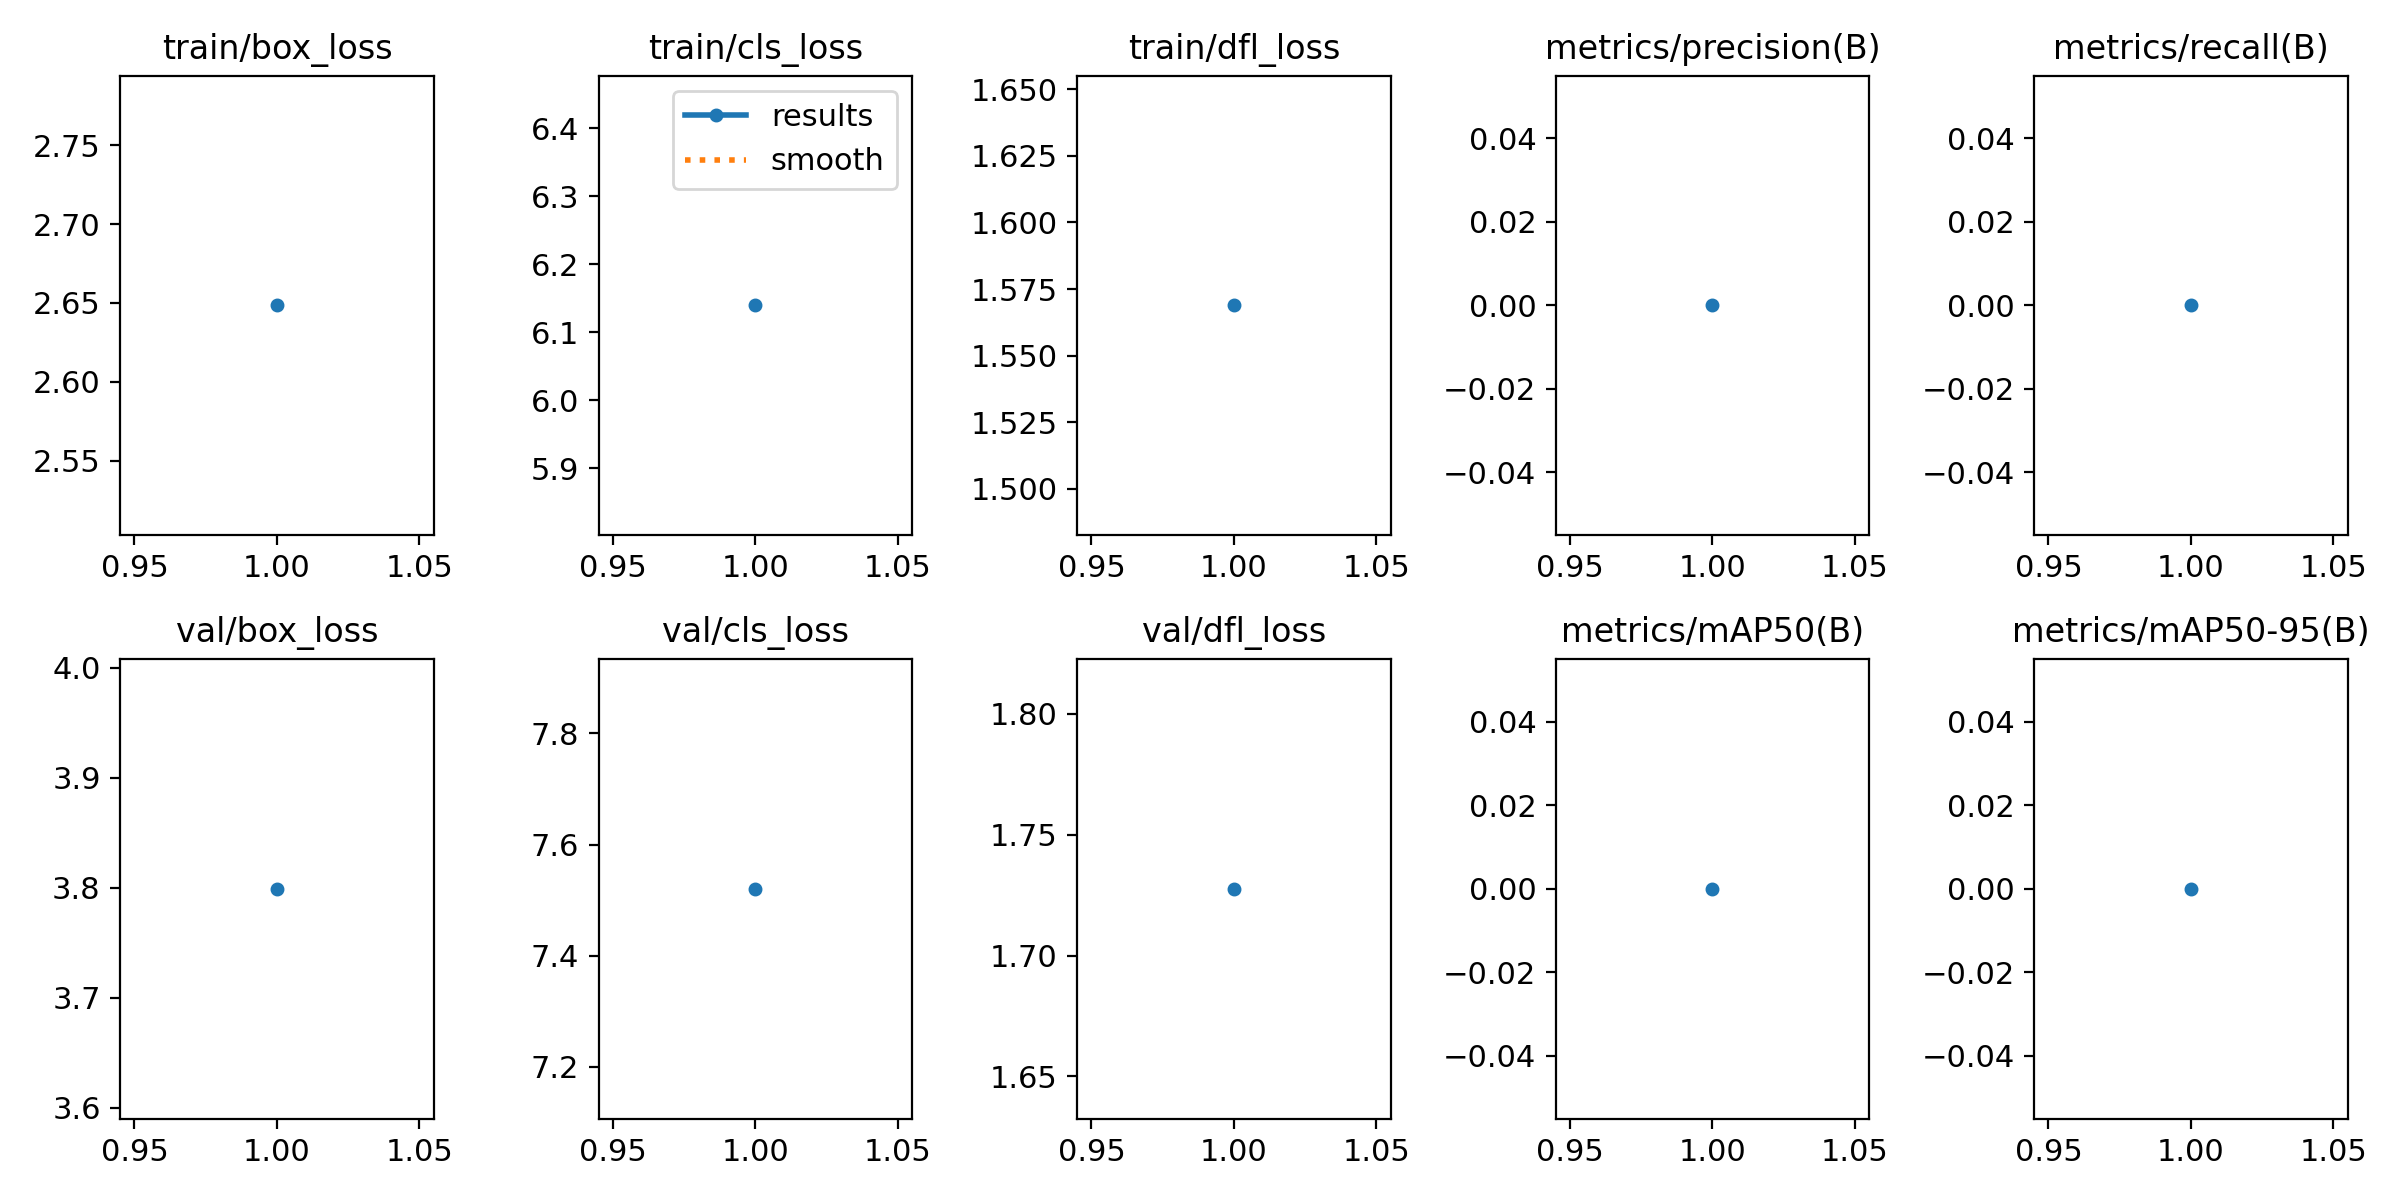 train/box_loss
2.75
2.70
2.65
2.60
2.55
0.95 1.00 1.05
train/cls_loss
results
smooth
6.4
6.3
6.2
6.1
6.0
5.9
0.95 1.00 1.05
train/dfl_loss
1.650
1.625
1.600
1.575
1.550
1.525
1.500
0.95 1.00 1.05
metrics/precision(B)
0.04
0.02
0.00
−0.02
−0.04
0.95 1.00 1.05
metrics/recall(B)
0.04
0.02
0.00
−0.02
−0.04
0.95 1.00 1.05
val/box_loss
4.0
3.9
3.8
3.7
3.6
0.95 1.00 1.05
val/cls_loss
7.8
7.6
7.4
7.2
0.95 1.00 1.05
val/dfl_loss
1.80
1.75
1.70
1.65
0.95 1.00 1.05
metrics/mAP50(B)
0.04
0.02
0.00
−0.02
−0.04
0.95 1.00 1.05
metrics/mAP50-95(B)
0.04
0.02
0.00
−0.02
−0.04
0.95 1.00 1.05